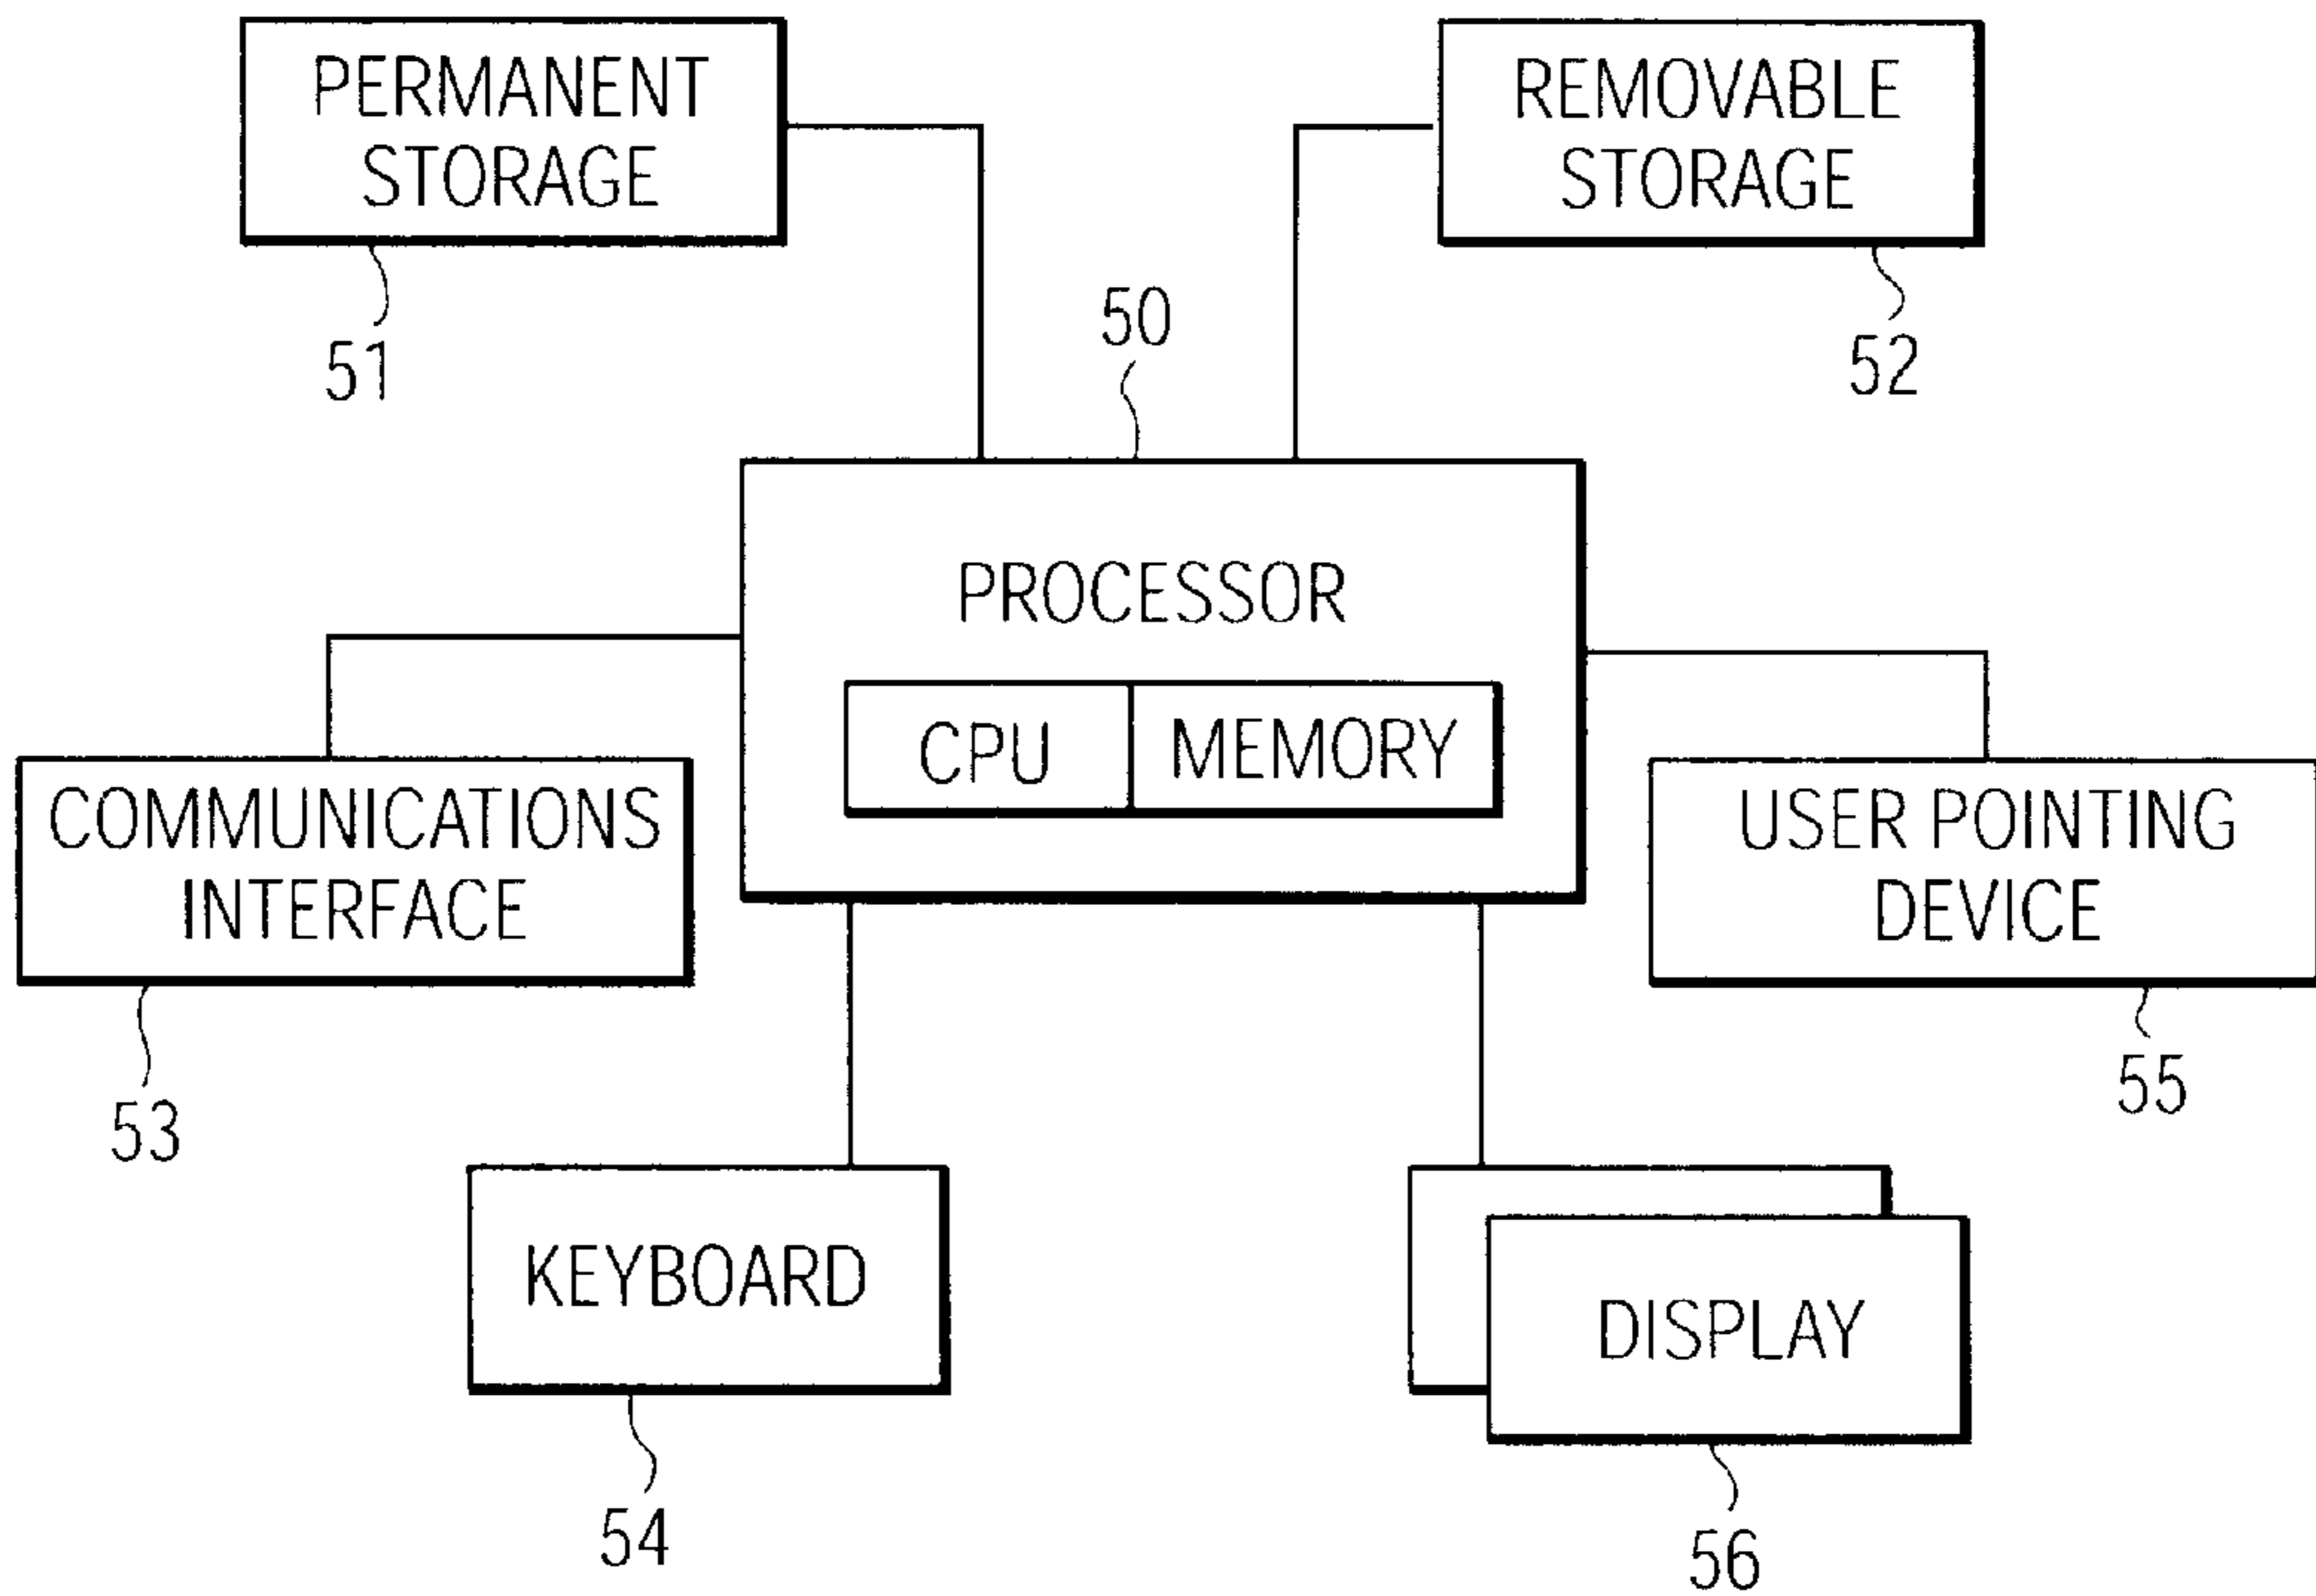 PERMANENT
STORAGE
51
REMOVABLE
STORAGE
52
50
PROCESSOR
CPU
MEMORY
COMMUNICATIONS
INTERFACE
53
USER POINTING
DEVICE
55
KEYBOARD
54
DISPLAY
56